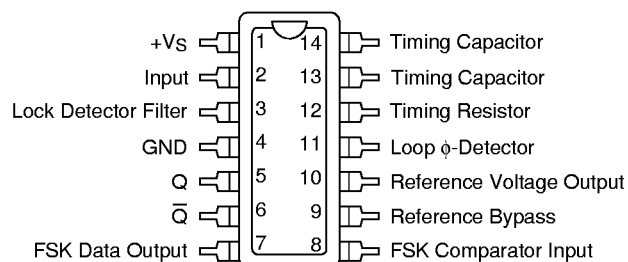 +VS 1 14 Timing Capacitor
Input 2 13 Timing Capacitor
Lock Detector Filter 3 12 Timing Resistor
GND 4 11 Loop ϕ-Detector
Q 5 10 Reference Voltage Output
Q̅ 6 9 Reference Bypass
FSK Data Output 7 8 FSK Comparator Input